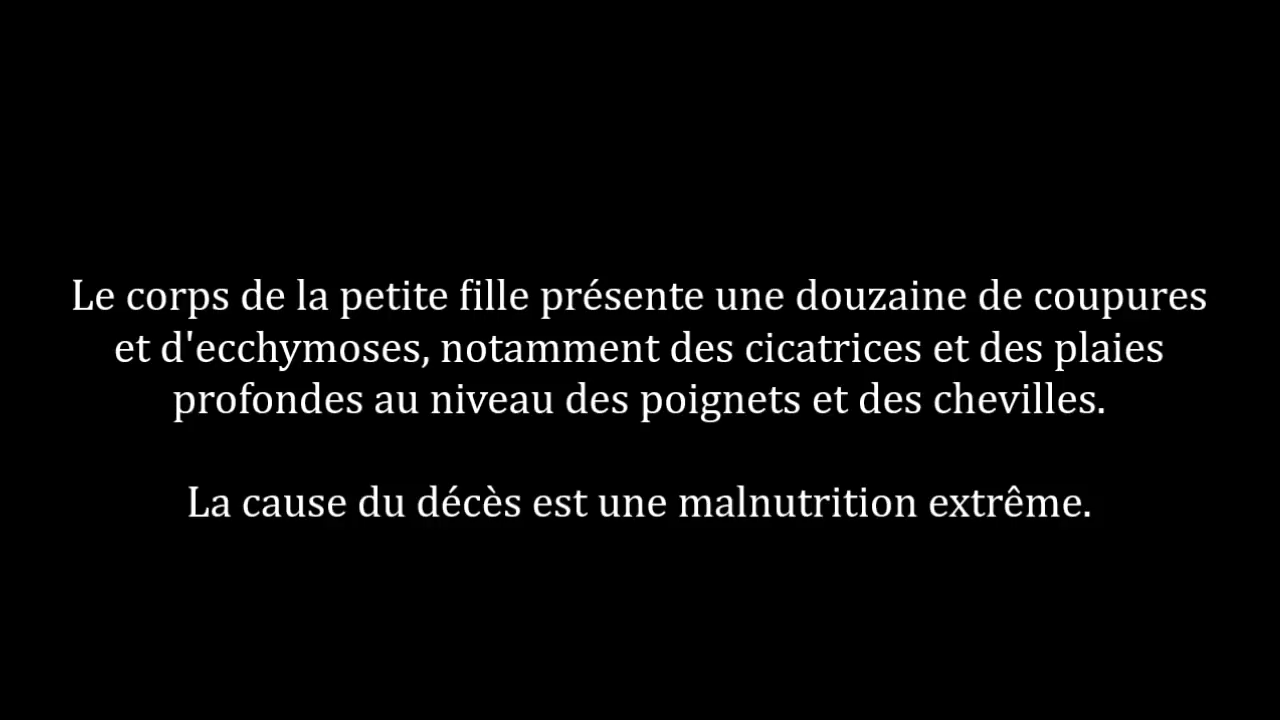 Le corps de la petite fille présente une douzaine de coupures
et d'ecchymoses, notamment des cicatrices et des plaies
profondes au niveau des poignets et des chevilles.
La cause du décès est une malnutrition extrême.